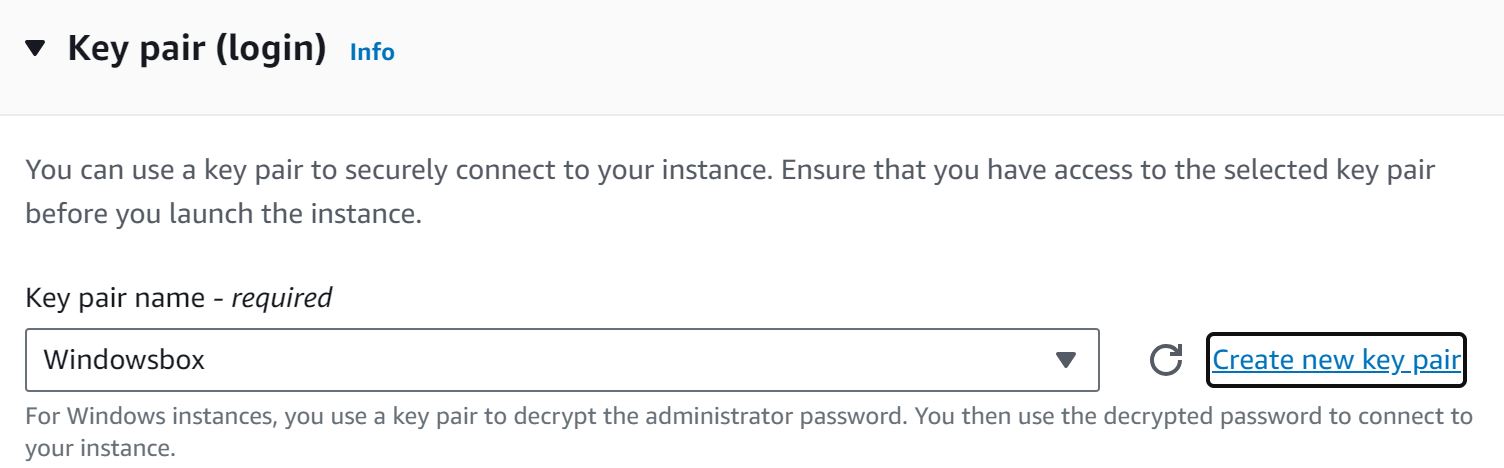 Key pair (login) Info
You can use a key pair to securely connect to your instance. Ensure that you have access to the selected key pair
before you launch the instance.
Key pair name - required
Windowsbox Create new key pair
For Windows instances, you use a key pair to decrypt the administrator password. You then use the decrypted password to connect to
your instance.